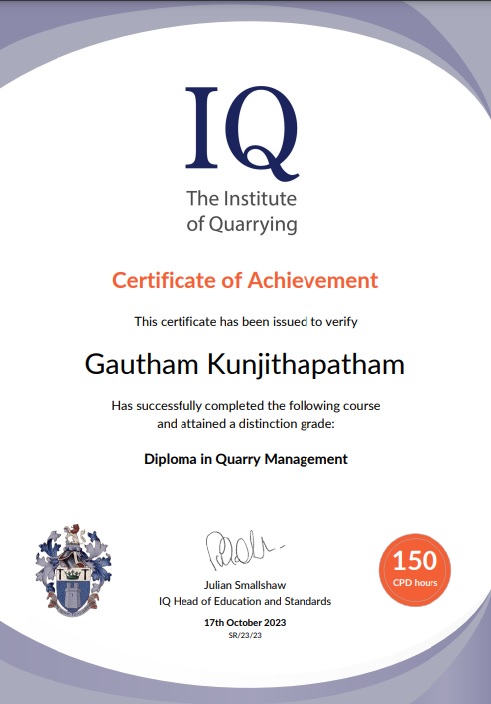 IQ
The Institute
of Quarrying
Certificate of Achievement
This certificate has been issued to verify
Gautham Kunjithapatham
Has successfully completed the following course
and attained a distinction grade:
Diploma in Quarry Management
T T
150
CPD hours
Julian Smallshaw
IQ Head of Education and Standards
17th October 2023
SR/23/23